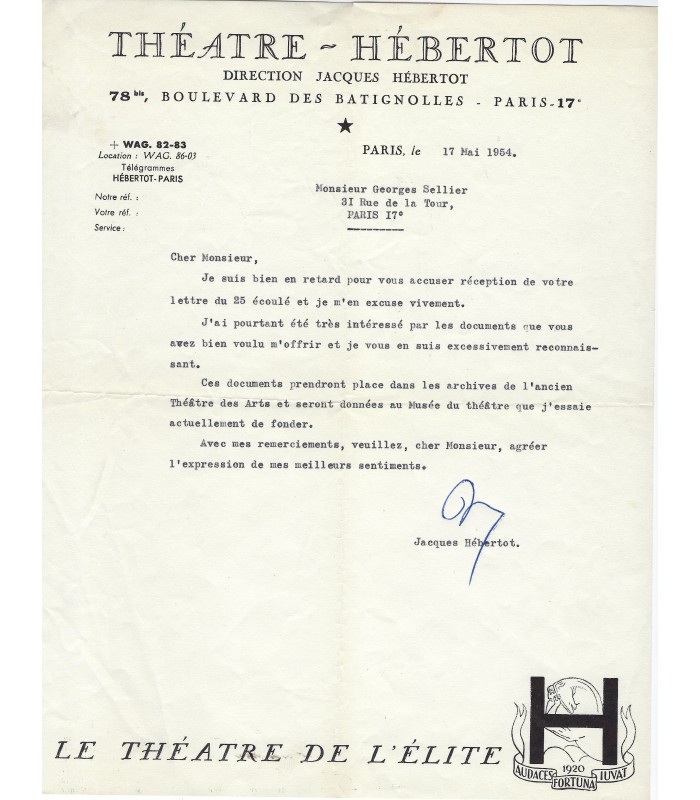 THÉATRE ~ HÉBERTOT
DIRECTION JACQUES HÉBERTOT
78 bis, BOULEVARD DES BATIGNOLLES - PARIS-17e
+ WAG. 82-83
Location : WAG. 86-03
Télégrammes
HÉBERTOT-PARIS
Notre réf. :
Votre réf. :
Service :
PARIS, le 17 Mai 1954.
Monsieur Georges Sellier
3I Rue de la Tour,
PARIS I7°
Cher Monsieur,
Je suis bien en retard pour vous accuser réception de votre
lettre du 25 écoulé et je m'en excuse vivement.
J'ai pourtant été très intéressé par les documents que vous
avez bien voulu m'offrir et je vous en suis excessivement reconnais-
sant.
Ces documents prendront place dans les archives de l'ancien
Théâtre des Arts et seront données au Musée du théâtre que j'essaie
actuellement de fonder.
Avec mes remerciements, veuillez, cher Monsieur, agréer
l'expression de mes meilleurs sentiments.
Jacques Hébertot.
LE THÉATRE DE L'ÉLITE
H
AUDACES 1920 FORTUNA IUVAT